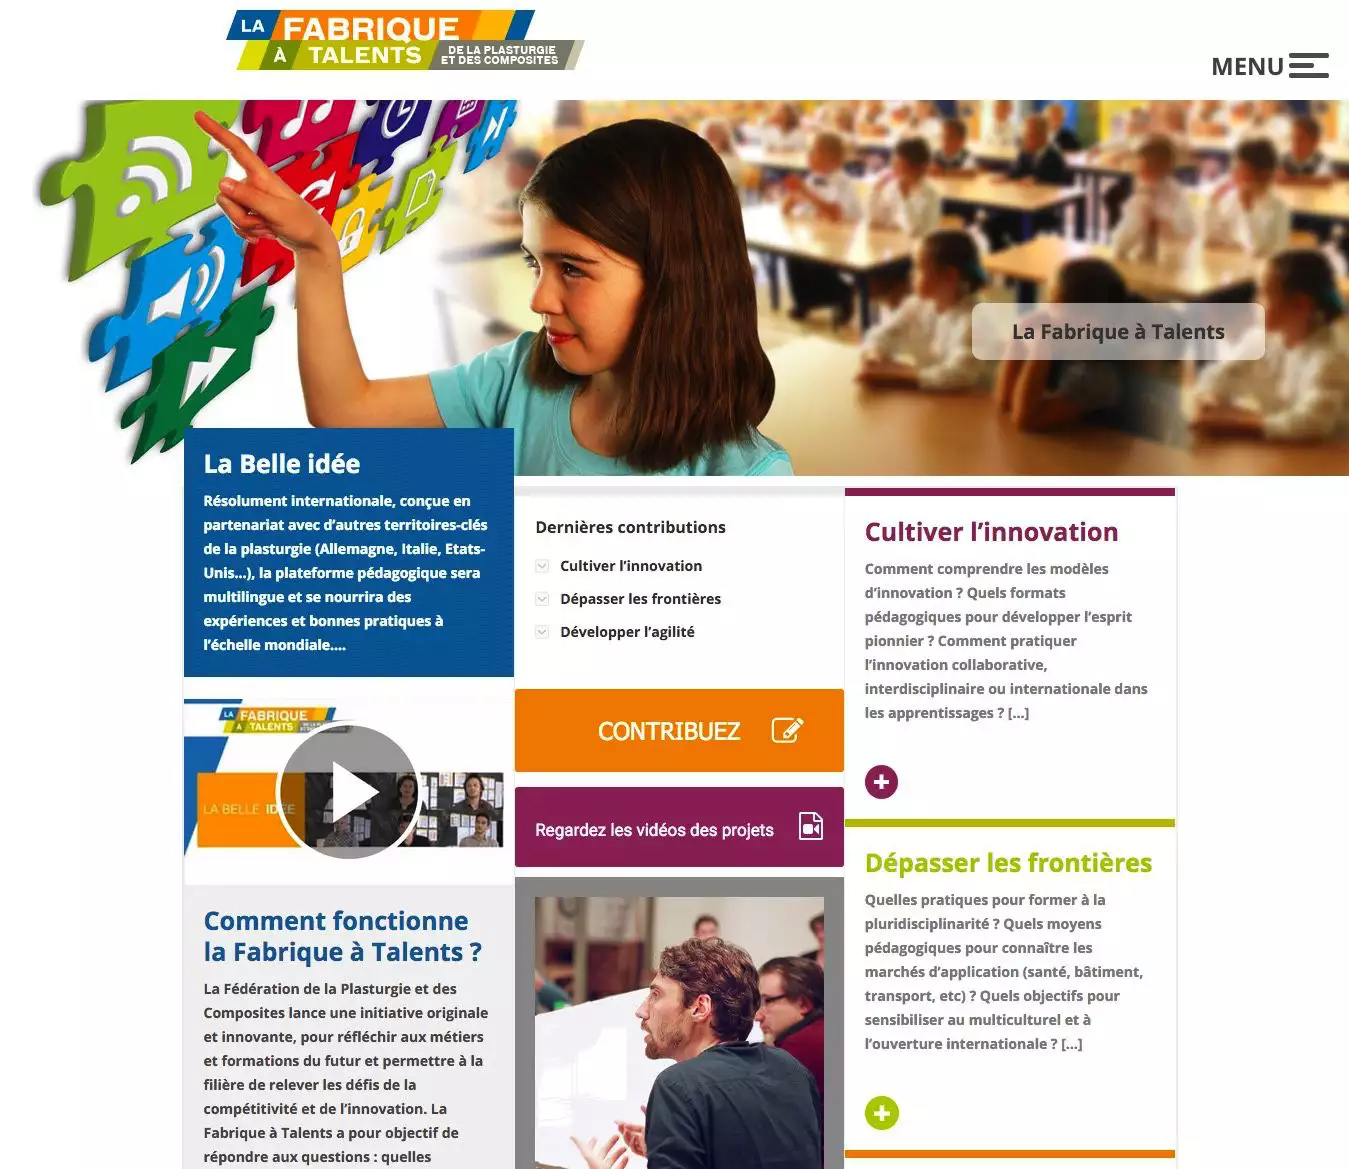 LA FABRIQUE
À TALENTS
DE LA PLASTURGIE
ET DES COMPOSITES
MENU
La Fabrique à Talents
La Belle idée
Résolument internationale, conçue en
partenariat avec d’autres territoires-clés
de la plasturgie (Allemagne, Italie, Etats-
Unis…), la plateforme pédagogique sera
multilingue et se nourrira des
expériences et bonnes pratiques à
l’échelle mondiale....
LA FABRIQUE
À TALENTS
LA BELLE IDÉE
Comment fonctionne
la Fabrique à Talents ?
La Fédération de la Plasturgie et des
Composites lance une initiative originale
et innovante, pour réfléchir aux métiers
et formations du futur et permettre à la
filière de relever les défis de la
compétitivité et de l’innovation. La
Fabrique à Talents a pour objectif de
répondre aux questions : quelles
Dernières contributions
Cultiver l’innovation
Dépasser les frontières
Développer l’agilité
CONTRIBUEZ
Regardez les vidéos des projets
Cultiver l’innovation
Comment comprendre les modèles
d’innovation ? Quels formats
pédagogiques pour développer l’esprit
pionnier ? Comment pratiquer
l’innovation collaborative,
interdisciplinaire ou internationale dans
les apprentissages ? [...]
Dépasser les frontières
Quelles pratiques pour former à la
pluridisciplinarité ? Quels moyens
pédagogiques pour connaître les
marchés d’application (santé, bâtiment,
transport, etc) ? Quels objectifs pour
sensibiliser au multiculturel et à
l’ouverture internationale ? [...]